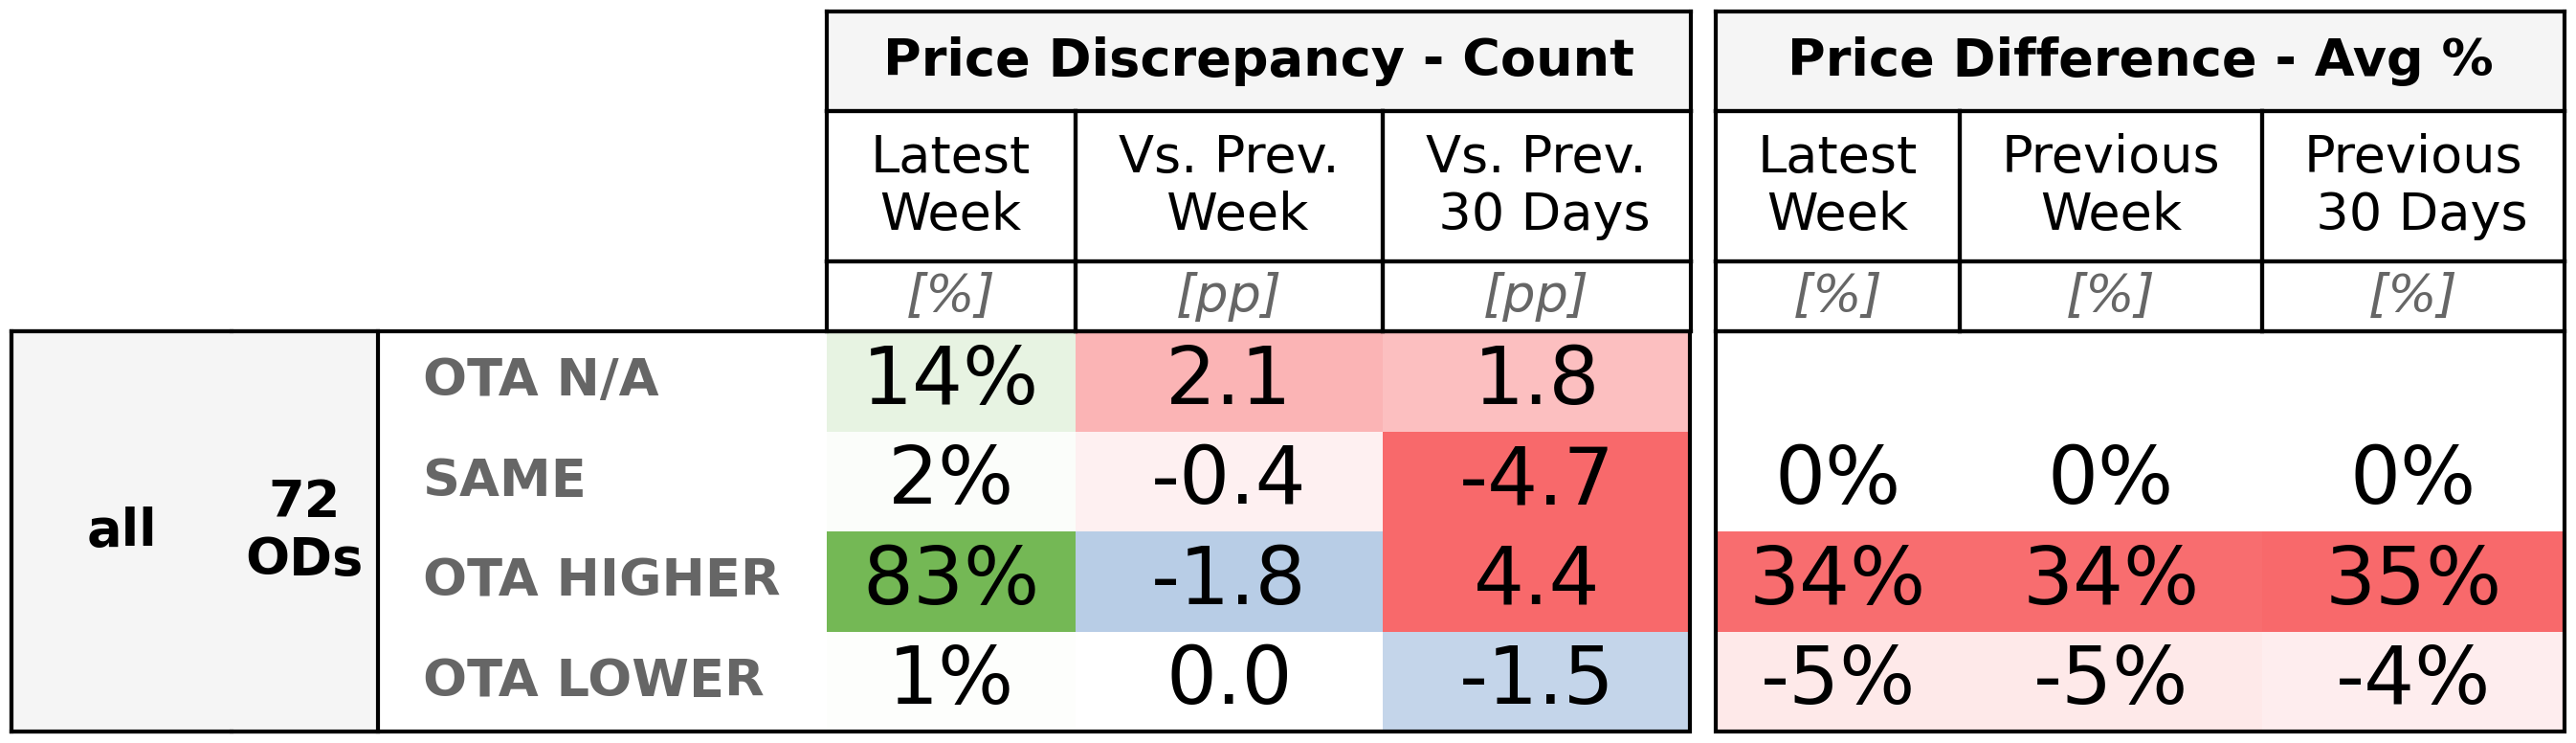 Price Discrepancy - Count Price Difference - Avg %
Latest Week Vs. Prev. Week Vs. Prev. 30 Days Latest Week Previous Week Previous 30 Days
[%] [pp] [pp] [%] [%] [%]
all 72 ODs
OTA N/A 14% 2.1 1.8
SAME 2% -0.4 -4.7 0% 0% 0%
OTA HIGHER 83% -1.8 4.4 34% 34% 35%
OTA LOWER 1% 0.0 -1.5 -5% -5% -4%